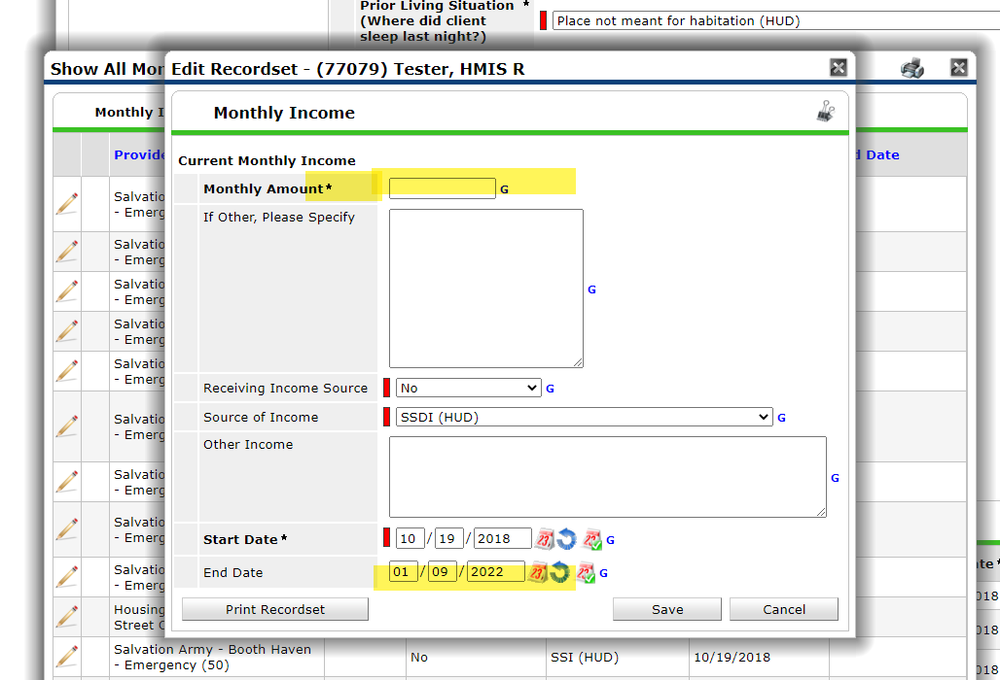 Prior Living Situation *
(Where did client
sleep last night?)
Place not meant for habitation (HUD)
Show All Mor
Edit Recordset - (77079) Tester, HMIS R
Monthly I
Monthly Income
Provide
d Date
Current Monthly Income
Monthly Amount*
G
Salvatio
- Emerg
If Other, Please Specify
G
Salvatio
- Emerg
Salvatio
- Emerg
Salvatio
- Emerg
Salvatio
- Emerg
Receiving Income Source
No
G
Source of Income
SSDI (HUD)
G
Salvatio
- Emerg
Other Income
G
Salvatio
- Emerg
Salvatio
- Emerg
Start Date*
10 / 19 / 2018
G
End Date
01 / 09 / 2022
G
Salvatio
- Emerg
ate *
018
Print Recordset
Save
Cancel
Housing
Street C
018
Salvation Army - Booth Haven
- Emergency (50)
No
SSI (HUD)
10/19/2018
018